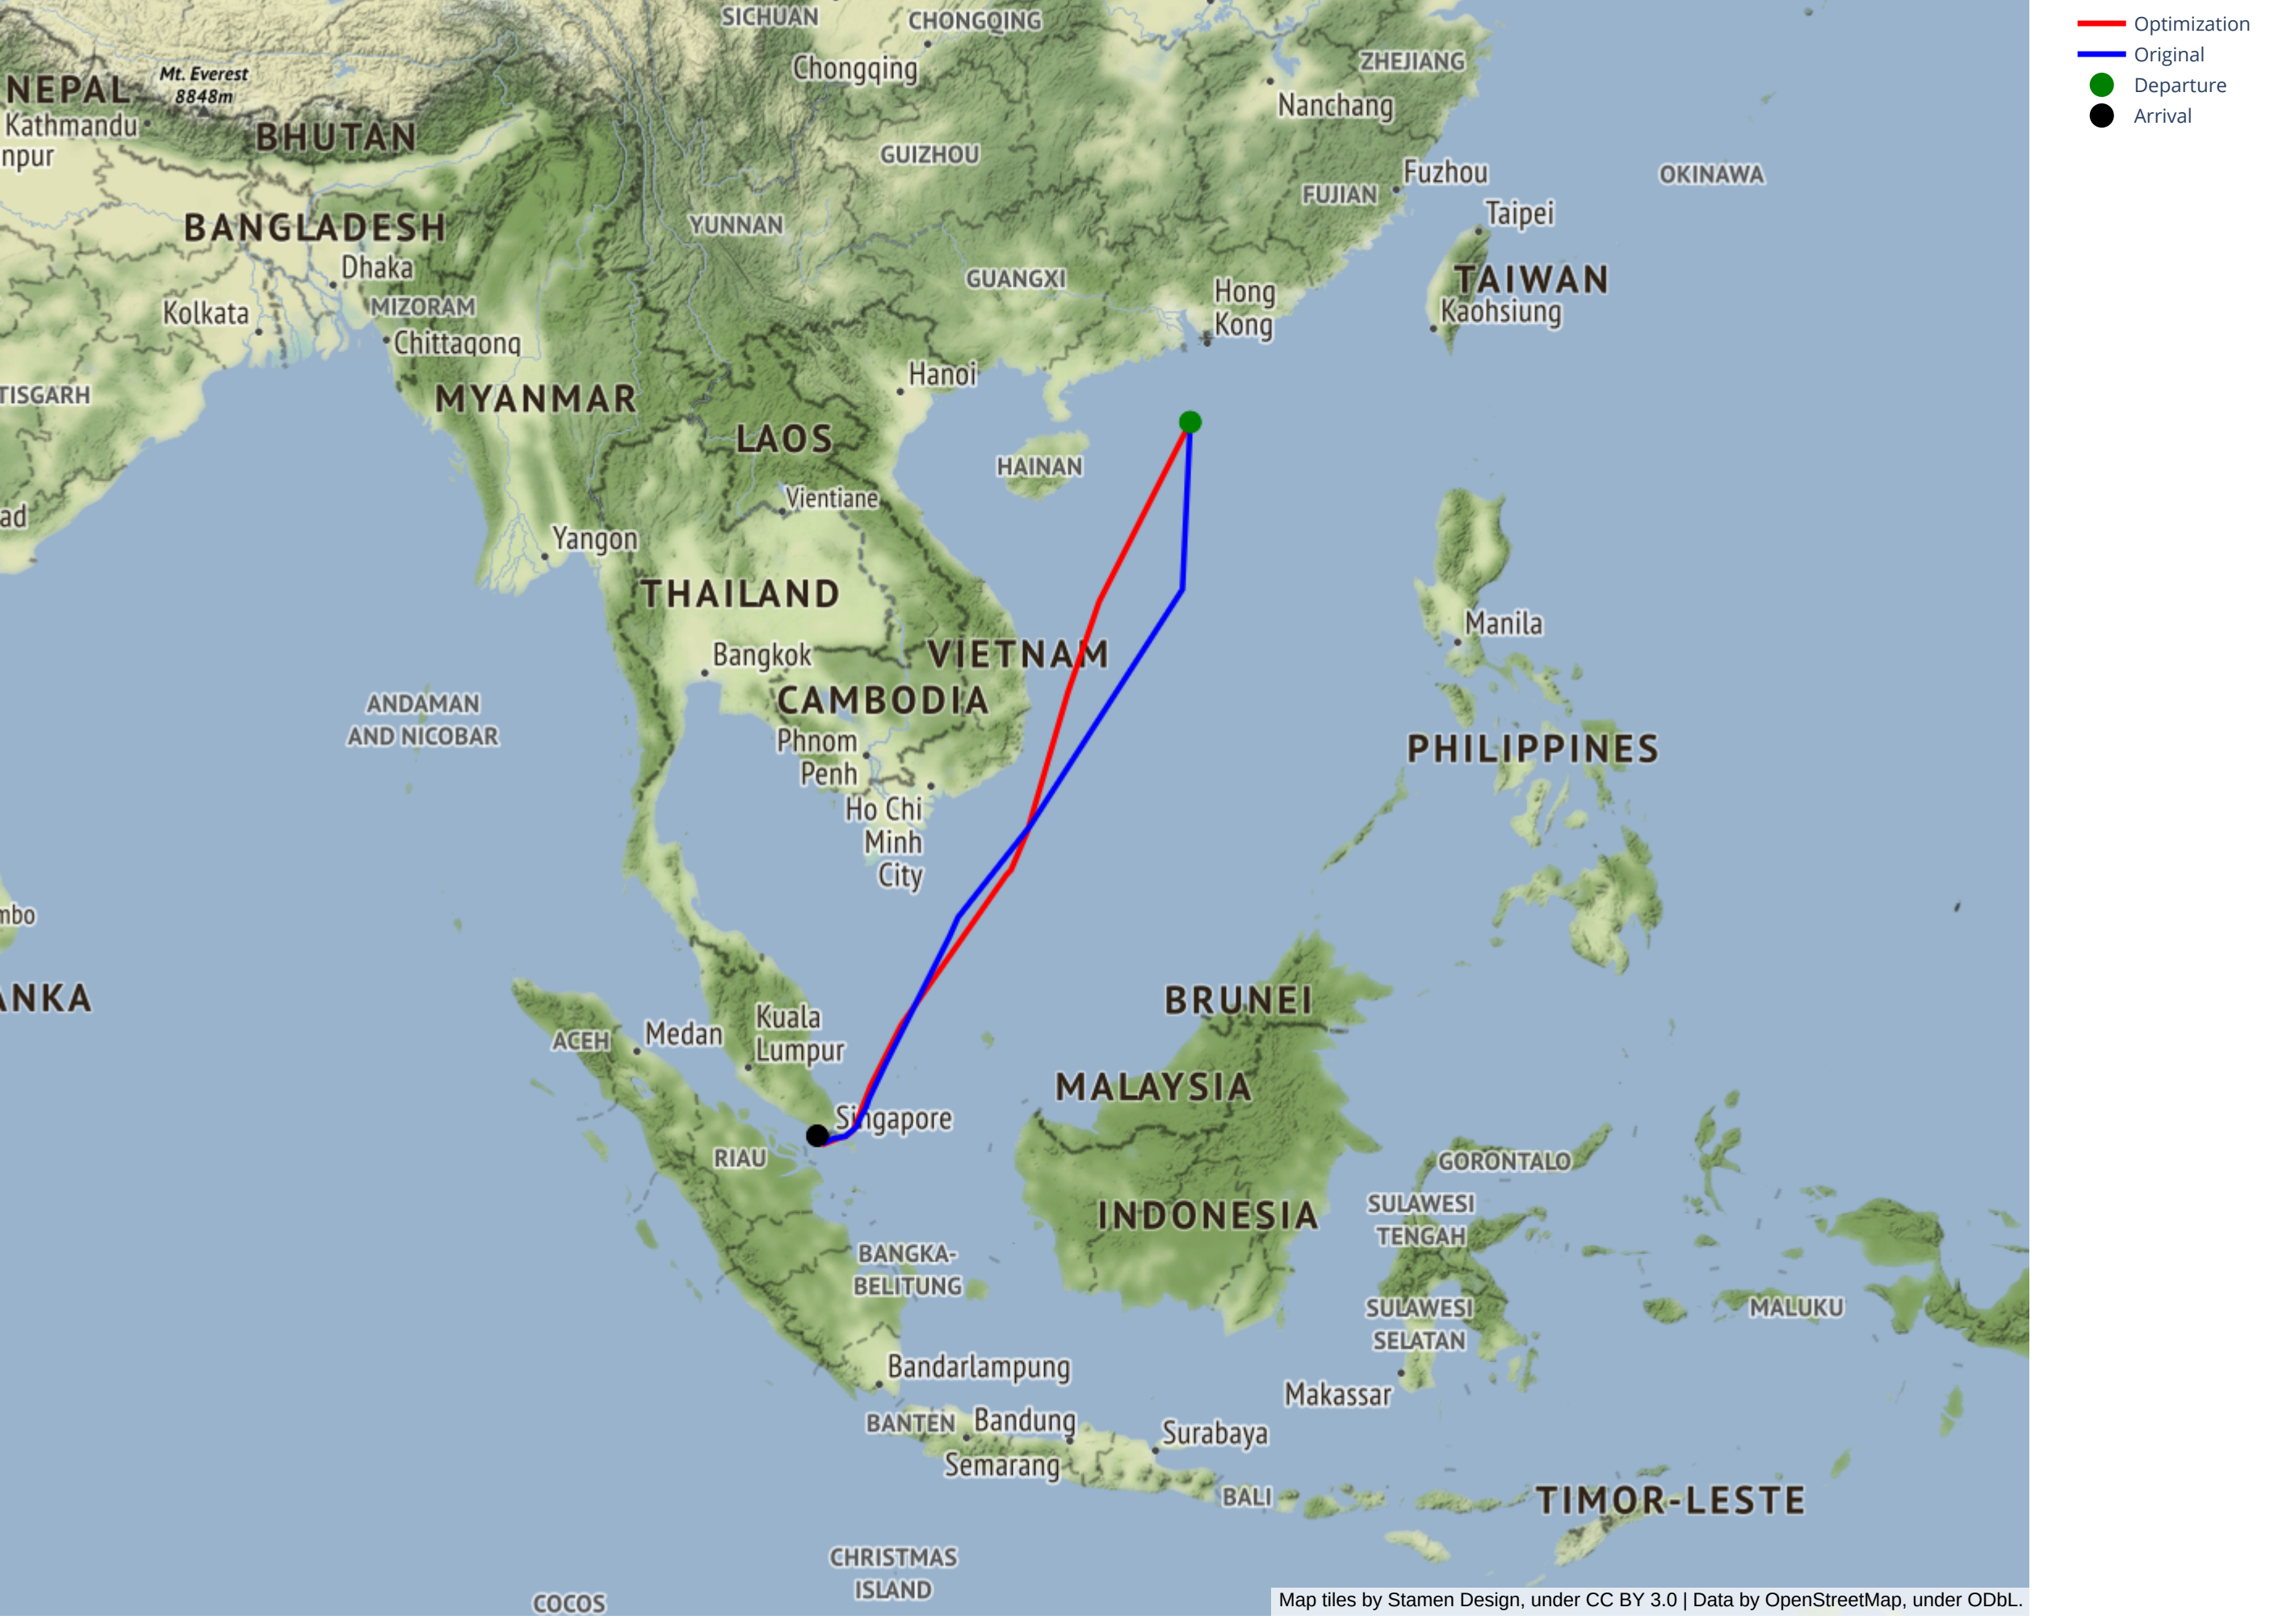 SICHUAN
CHONGQING
Optimization
Original
Departure
Arrival
Chongqing
ZHEJIANG
Mt. Everest
8848m
NEPAL
Kathmandu
npur
BHUTAN
Nanchang
GUIZHOU
Fuzhou
FUJIAN
OKINAWA
Taipei
YUNNAN
BANGLADESH
Dhaka
GUANGXI
TAIWAN
Kaohsiung
Hong
Kong
MIZORAM
Kolkata
Chittagong
Hanoi
TISGARH
MYANMAR
LAOS
HAINAN
Vientiane
ad
Yangon
THAILAND
Manila
VIETNAM
Bangkok
CAMBODIA
ANDAMAN
AND NICOBAR
Phnom
Penh
PHILIPPINES
Ho Chi
Minh
City
mbo
ANKA
BRUNEI
Kuala
Lumpur
Medan
ACEH
MALAYSIA
Singapore
RIAU
GORONTALO
SULAWESI
TENGAH
INDONESIA
BANGKA-
BELITUNG
SULAWESI
SELATAN
MALUKU
Bandarlampung
Makassar
BANTEN
Bandung
Surabaya
Semarang
BALI
TIMOR-LESTE
CHRISTMAS
ISLAND
COCOS
Map tiles by Stamen Design, under CC BY 3.0 | Data by OpenStreetMap, under ODbL.